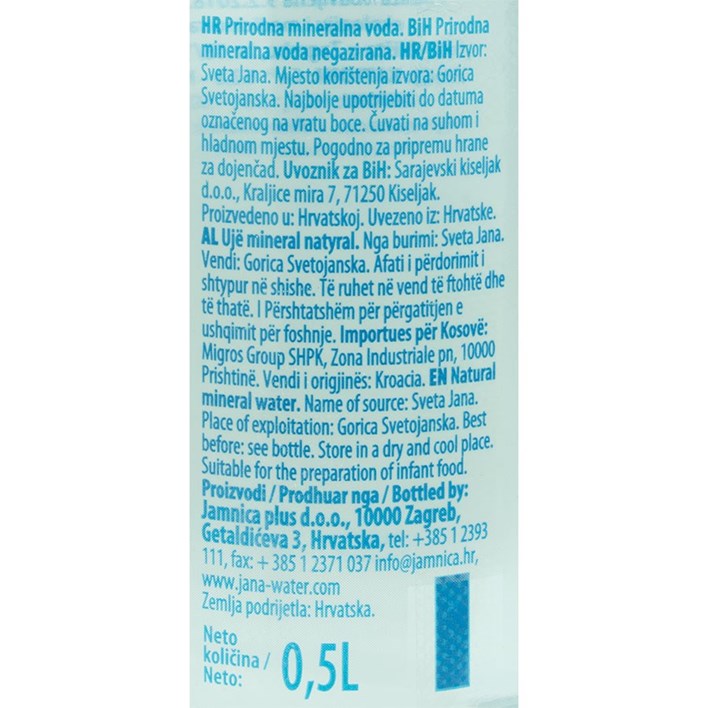 HR Prirodna mineralna voda. BiH Prirodna
mineralna voda negazirana. HR/BiH Izvor:
Sveta Jana. Mjesto korištenja izvora: Gorica
Svetojanska. Najbolje upotrijebiti do datuma
označenog na vratu boce. Čuvati na suhom i
hladnom mjestu. Pogodno za pripremu hrane
za dojenčad. Uvoznik za BiH: Sarajevski kiseljak
d.o.o., Kraljice mira 7, 71250 Kiseljak.
Proizvedeno u: Hrvatskoj. Uvezeno iz: Hrvatske.
AL Ujë mineral natyral. Nga burimi: Sveta Jana.
Vendi: Gorica Svetojanska. Afati i përdorimit i
shtypur në shishe. Të ruhet në vend të ftohtë dhe
të thatë. I Përshtatshëm për përgatitjen e
ushqimit për foshnje. Importues për Kosovë:
Migros Group SHPK, Zona Industriale pn, 10000
Prishtinë. Vendi i origjinës: Kroacia. EN Natural
mineral water. Name of source: Sveta Jana.
Place of exploitation: Gorica Svetojanska. Best
before: see bottle. Store in a dry and cool place.
Suitable for the preparation of infant food.
Proizvodi / Prodhuar nga / Bottled by:
Jamnica plus d.o.o., 10000 Zagreb,
Getaldićeva 3, Hrvatska, tel: +385 1 2393
111, fax: + 385 1 2371 037 info@jamnica.hr,
www.jana-water.com
Zemlja podrijetla: Hrvatska.
Neto
količina /
Neto: 0,5L